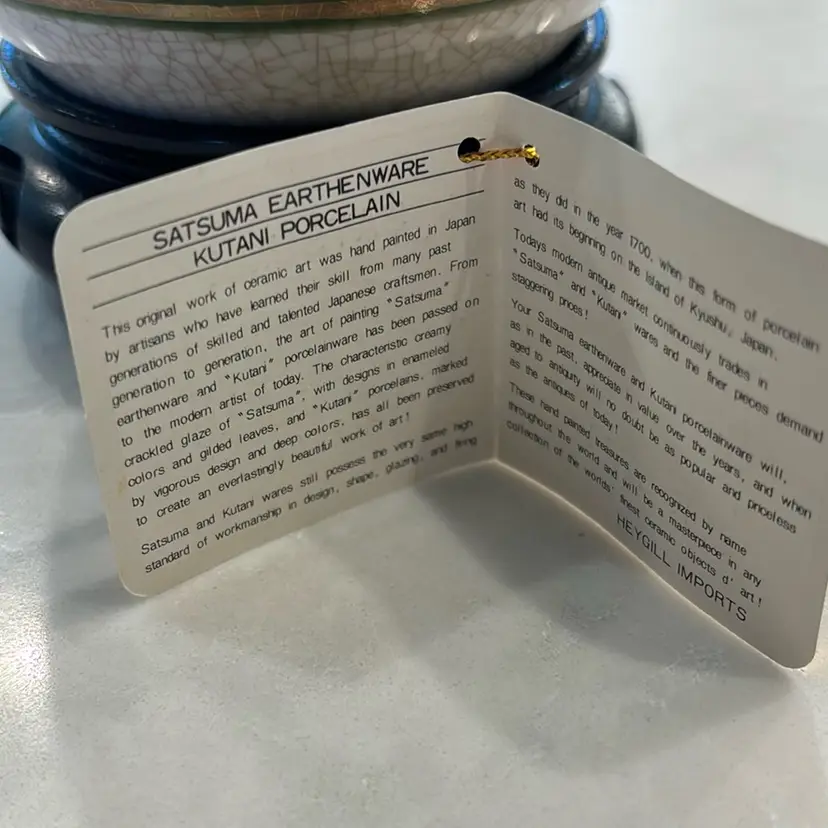 SATSUMA EARTHENWARE
KUTANI PORCELAIN
This original work of ceramic art was hand painted in Japan
by artisans who have learned their skill from many past
generations of skilled and talented Japanese craftsmen. From
generation to generation, the art of painting "Satsuma"
earthenware and "Kutani" porcelainware has been passed on
to the modern artist of today. The characteristic creamy
crackled glaze of "Satsuma", with designs in enameled
colors and gilded leaves, and "Kutani" porcelains, marked
by vigorous design and deep colors, has all been preserved
to create an everlastingly beautiful work of art!
Satsuma and Kutani wares still possess the very same high
standard of workmanship in design, shape, glazing, and firing
as they did in the year 1700, when this form of porcelain
art had its beginning on the Island of Kyushu, Japan.
Todays modern antique market continuously trades in
"Satsuma" and "Kutani" wares and the finer pieces demand
staggering prices!
Your Satsuma earthenware and Kutani porcelainware will,
as in the past, appreciate in value over the years, and when
aged to antiquity will no doubt be as popular and priceless
as the antiques of today!
These hand painted treasures are recognized by name
throughout the world and will be a masterpiece in any
collection of the worlds' finest ceramic objects d' art!
HEYGILL IMPORTS